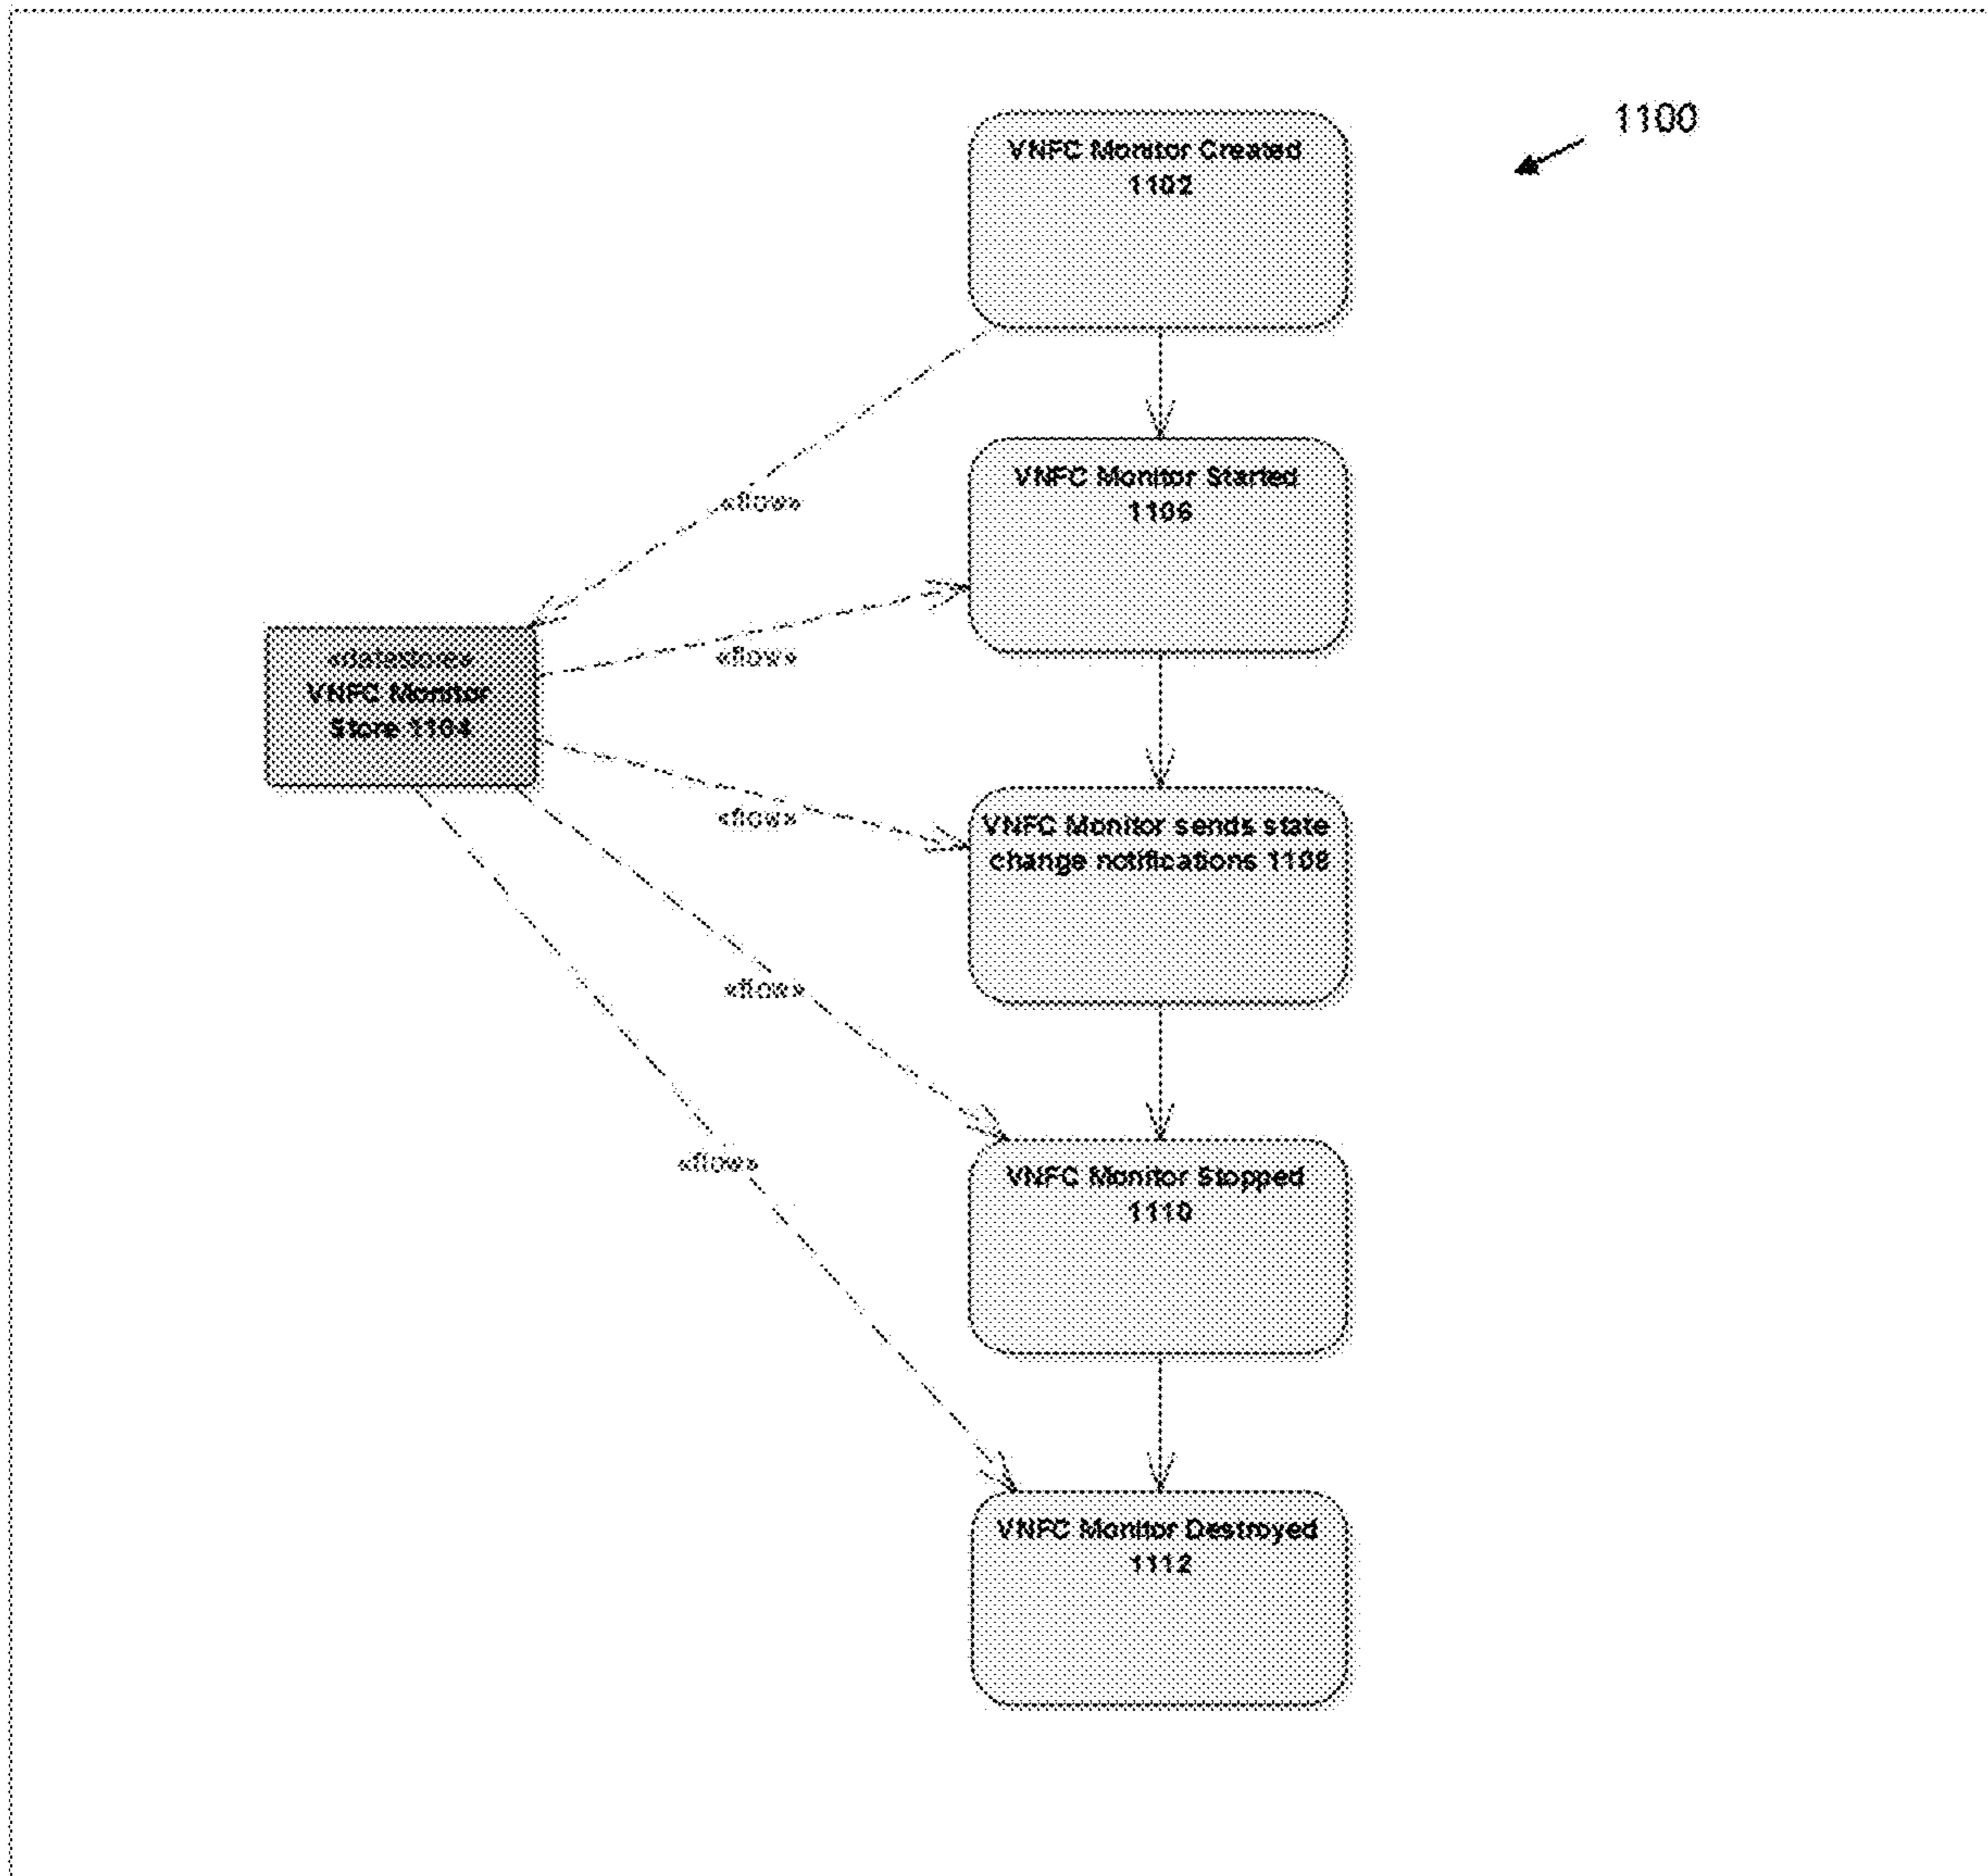 1100
VNFC Monitor Created
1102
«flow»
VNFC Monitor Started
1106
«flow»
«datastore»
VNFC Monitor
Store 1104
«flow»
VNFC Monitor sends state
change notifications 1108
«flow»
VNFC Monitor Stopped
1110
«flow»
VNFC Monitor Destroyed
1112